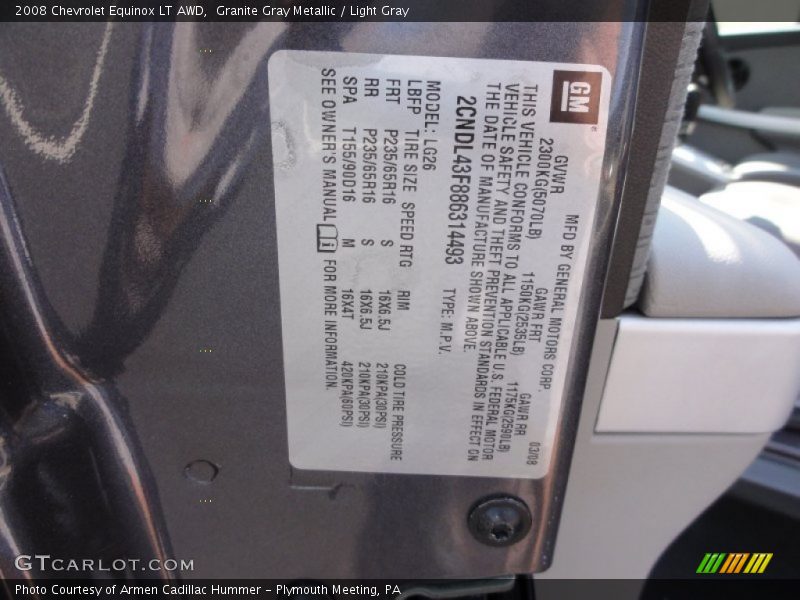 2008 Chevrolet Equinox LT AWD,  Granite Gray Metallic / Light Gray
GM
MFD BY GENERAL MOTORS CORP.
03/08
GVWR GAWR FRT GAWR RR
2300KG(5070LB) 1150KG(2535LB) 1175KG(2590LB)
THIS VEHICLE CONFORMS TO ALL APPLICABLE U.S. FEDERAL MOTOR
VEHICLE SAFETY AND THEFT PREVENTION STANDARDS IN EFFECT ON
THE DATE OF MANUFACTURE SHOWN ABOVE.
2CNDL43F886314493 TYPE: M.P.V.
MODEL: LG26
LBFP TIRE SIZE SPEED RTG RIM COLD TIRE PRESSURE
FRT P235/65R16 S 16X6.5J 210KPA(30PSI)
RR P235/65R16 S 16X6.5J 210KPA(30PSI)
SPA T155/90D16 M 16X4T 420KPA(60PSI)
SEE OWNER'S MANUAL i FOR MORE INFORMATION.
GTcarlot.com
Photo Courtesy of Armen Cadillac Hummer – Plymouth Meeting, PA